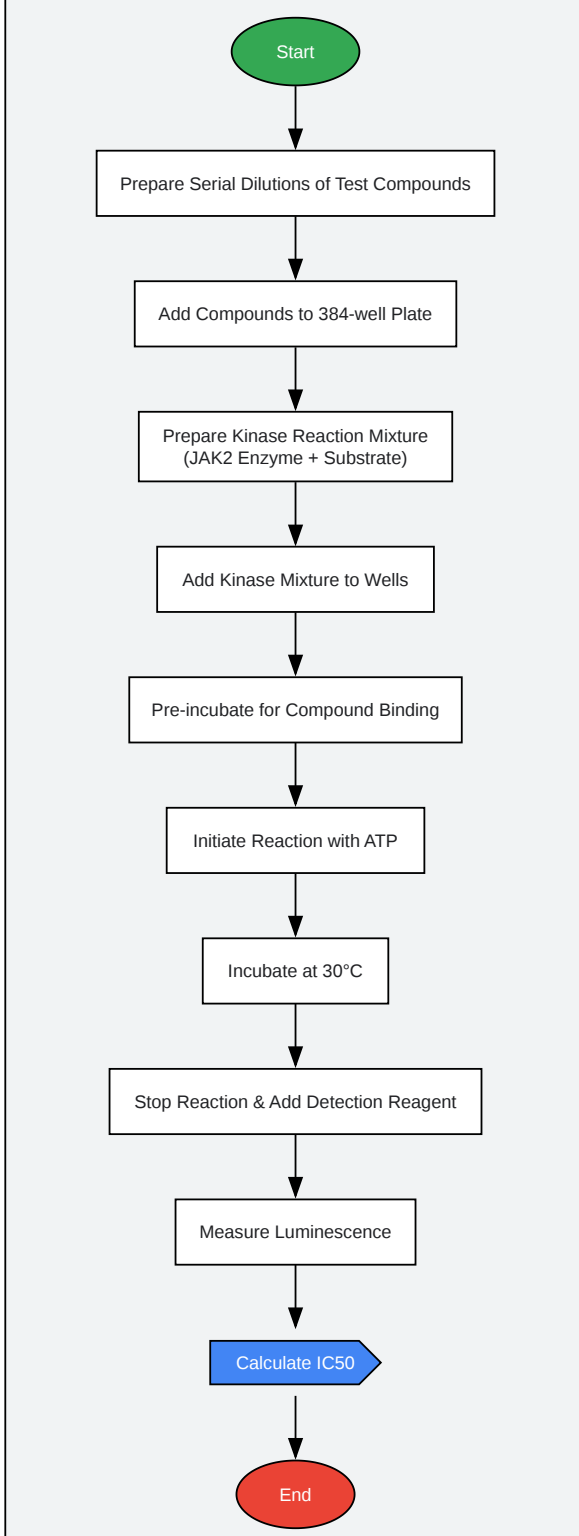 Start
Prepare Serial Dilutions of Test Compounds
Add Compounds to 384-well Plate
Prepare Kinase Reaction Mixture
(JAK2 Enzyme + Substrate)
Add Kinase Mixture to Wells
Pre-incubate for Compound Binding
Initiate Reaction with ATP
Incubate at 30°C
Stop Reaction & Add Detection Reagent
Measure Luminescence
Calculate IC50
End